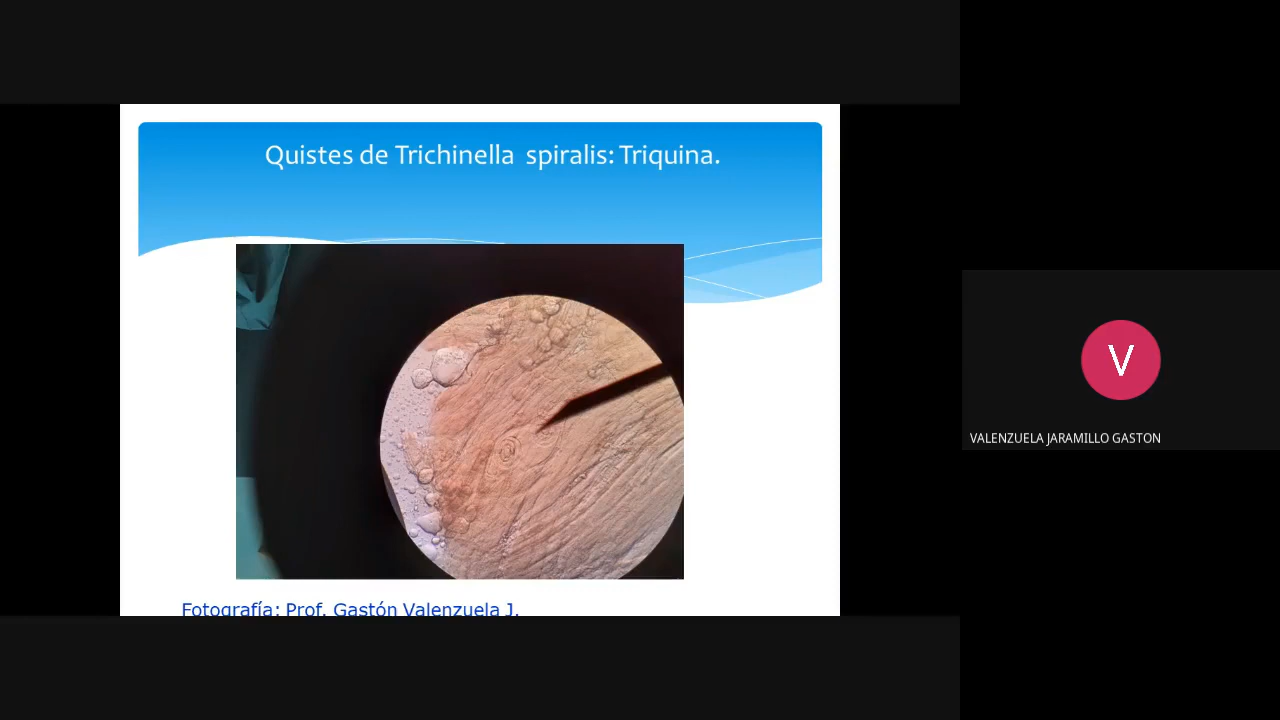 Quistes de Trichinella spiralis: Triquina.
Fotografía: Prof. Gastón Valenzuela J.
V
VALENZUELA JARAMILLO GASTON